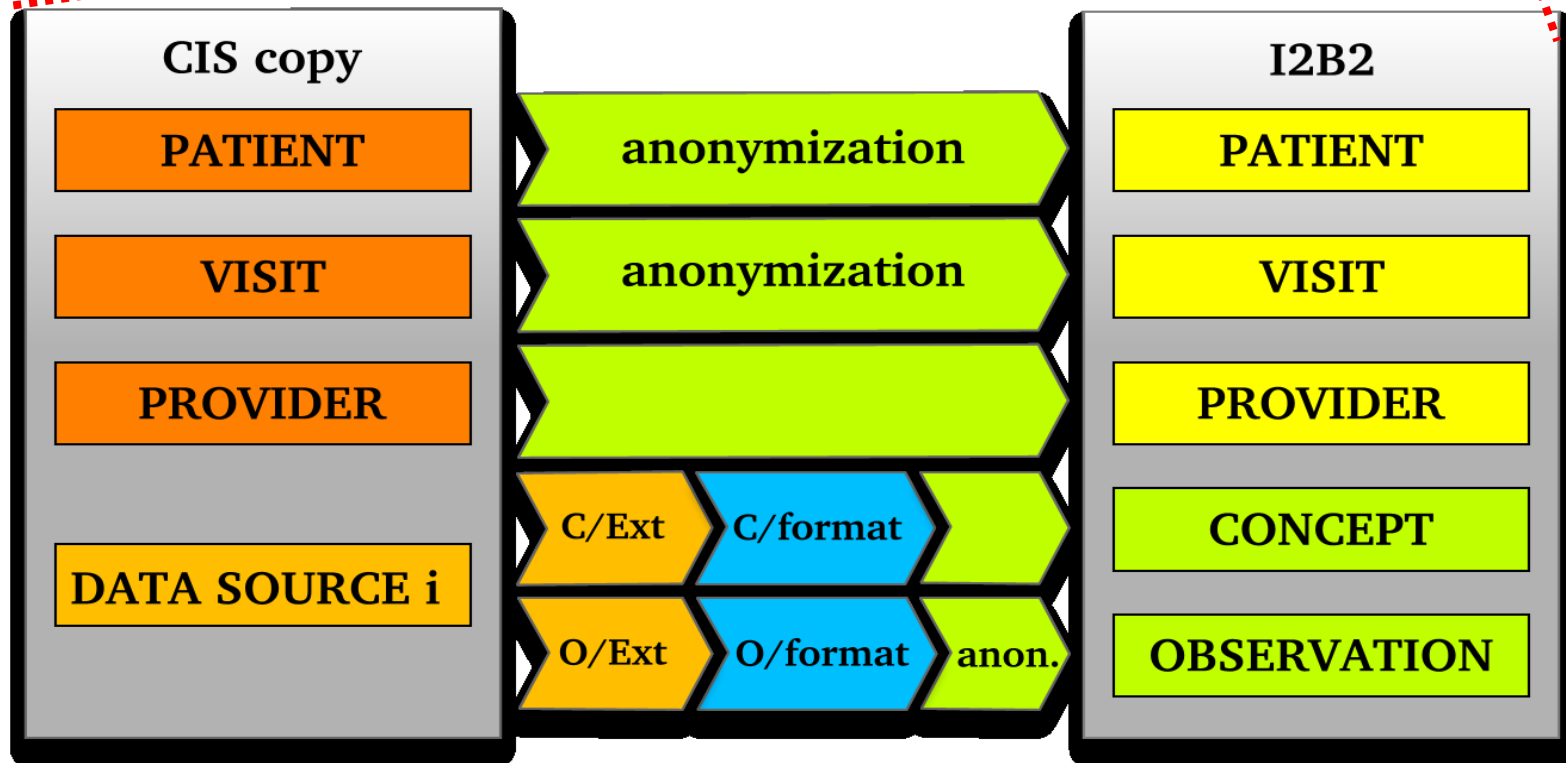 CIS copy
PATIENT
VISIT
PROVIDER
DATA SOURCE i
anonymization
anonymization
C/Ext
C/format
O/Ext
O/format
anon.
I2B2
PATIENT
VISIT
PROVIDER
CONCEPT
OBSERVATION